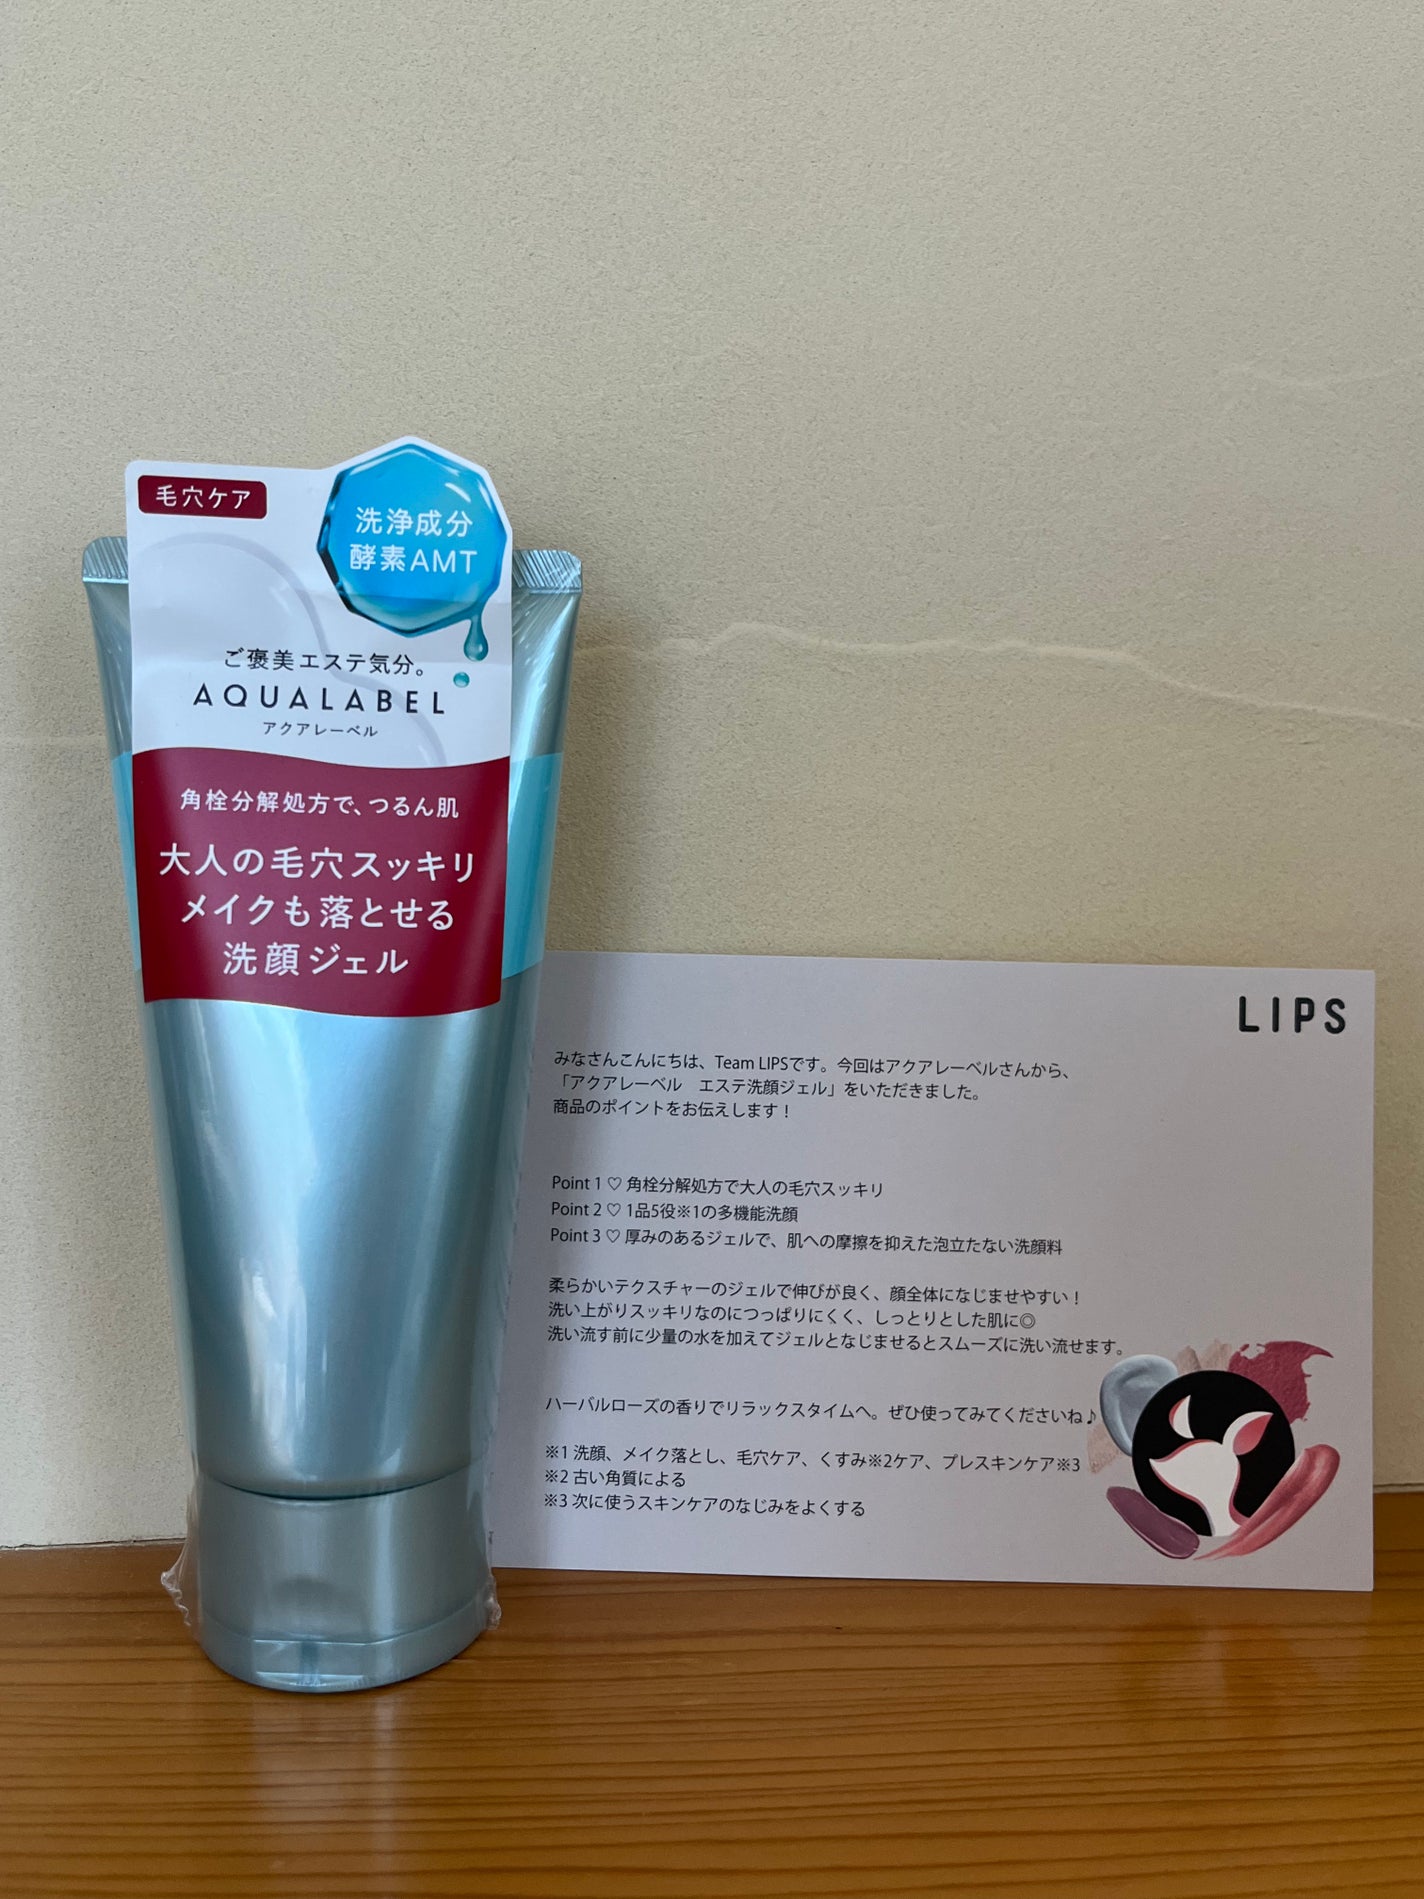 毛穴ケア
洗浄成分
酵素AMT
ご褒美エステ気分。
AQUALABEL
アクアレーベル
角栓分解処方で、つるん肌
大人の毛穴スッキリ
メイクも落とせる
洗顔ジェル
LIPS
みなさんこんにちは、Team LIPSです。今回はアクアレーベルさんから、
「アクアレーベル　エステ洗顔ジェル」をいただきました。
商品のポイントをお伝えします！
Point 1 ♡ 角栓分解処方で大人の毛穴スッキリ
Point 2 ♡ 1品5役※1の多機能洗顔
Point 3 ♡ 厚みのあるジェルで、肌への摩擦を抑えた泡立たない洗顔料
柔らかいテクスチャーのジェルで伸びが良く、顔全体になじませやすい！
洗い上がりスッキリなのにつっぱりにくく、しっとりとした肌に◎
洗い流す前に少量の水を加えてジェルとなじませるとスムーズに洗い流せます。
ハーバルローズの香りでリラックスタイムへ。ぜひ使ってみてくださいね♪
※1 洗顔、メイク落とし、毛穴ケア、くすみ※2ケア、プレスキンケア※3
※2 古い角質による
※3 次に使うスキンケアのなじみをよくする